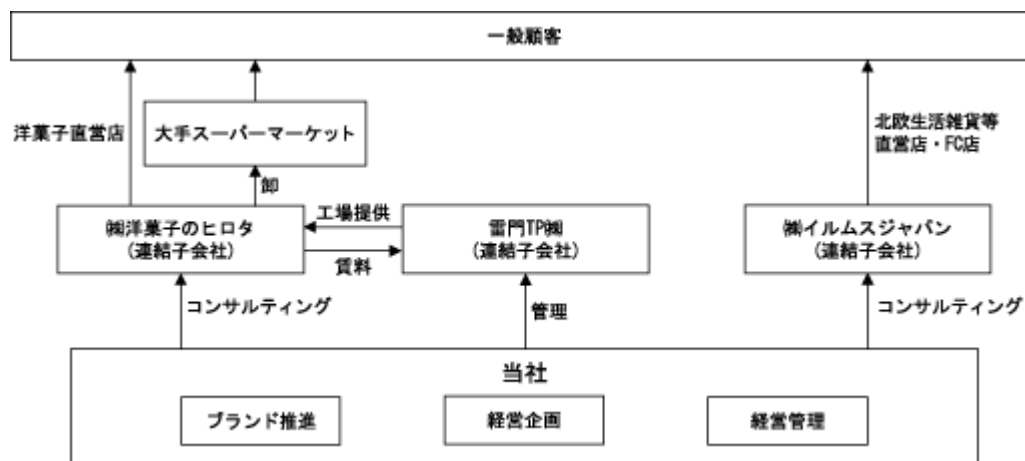 一般顧客
洋菓子直営店
大手スーパーマーケット
北欧生活雑貨等
直営店・FC店
卸
㈱洋菓子のヒロタ
(連結子会社)
工場提供
賃料
雷門TP㈱
(連結子会社)
㈱イルムスジャパン
(連結子会社)
コンサルティング
管理
コンサルティング
当社
ブランド推進
経営企画
経営管理